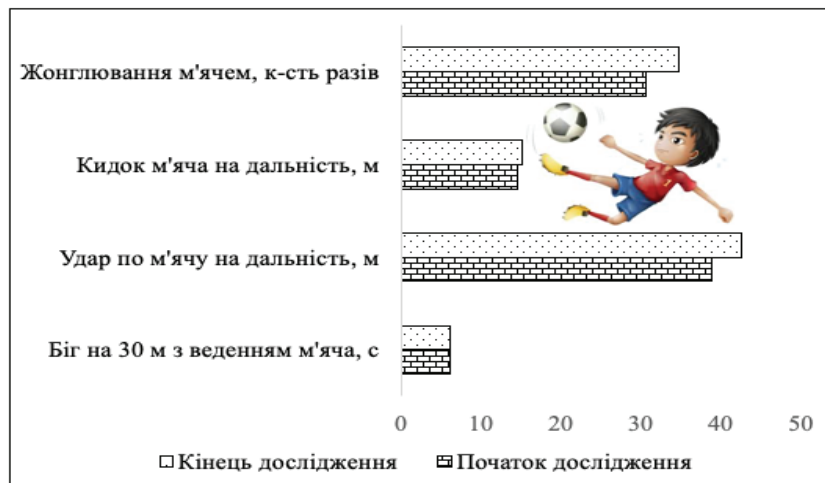 Жонглювання м'ячем, к-сть разів
Кидок м'яча на дальність, м
Удар по м'ячу на дальність, м
Біг на 30 м з веденням м'яча, с
0 10 20 30 40 50
Кінець дослідження Початок дослідження